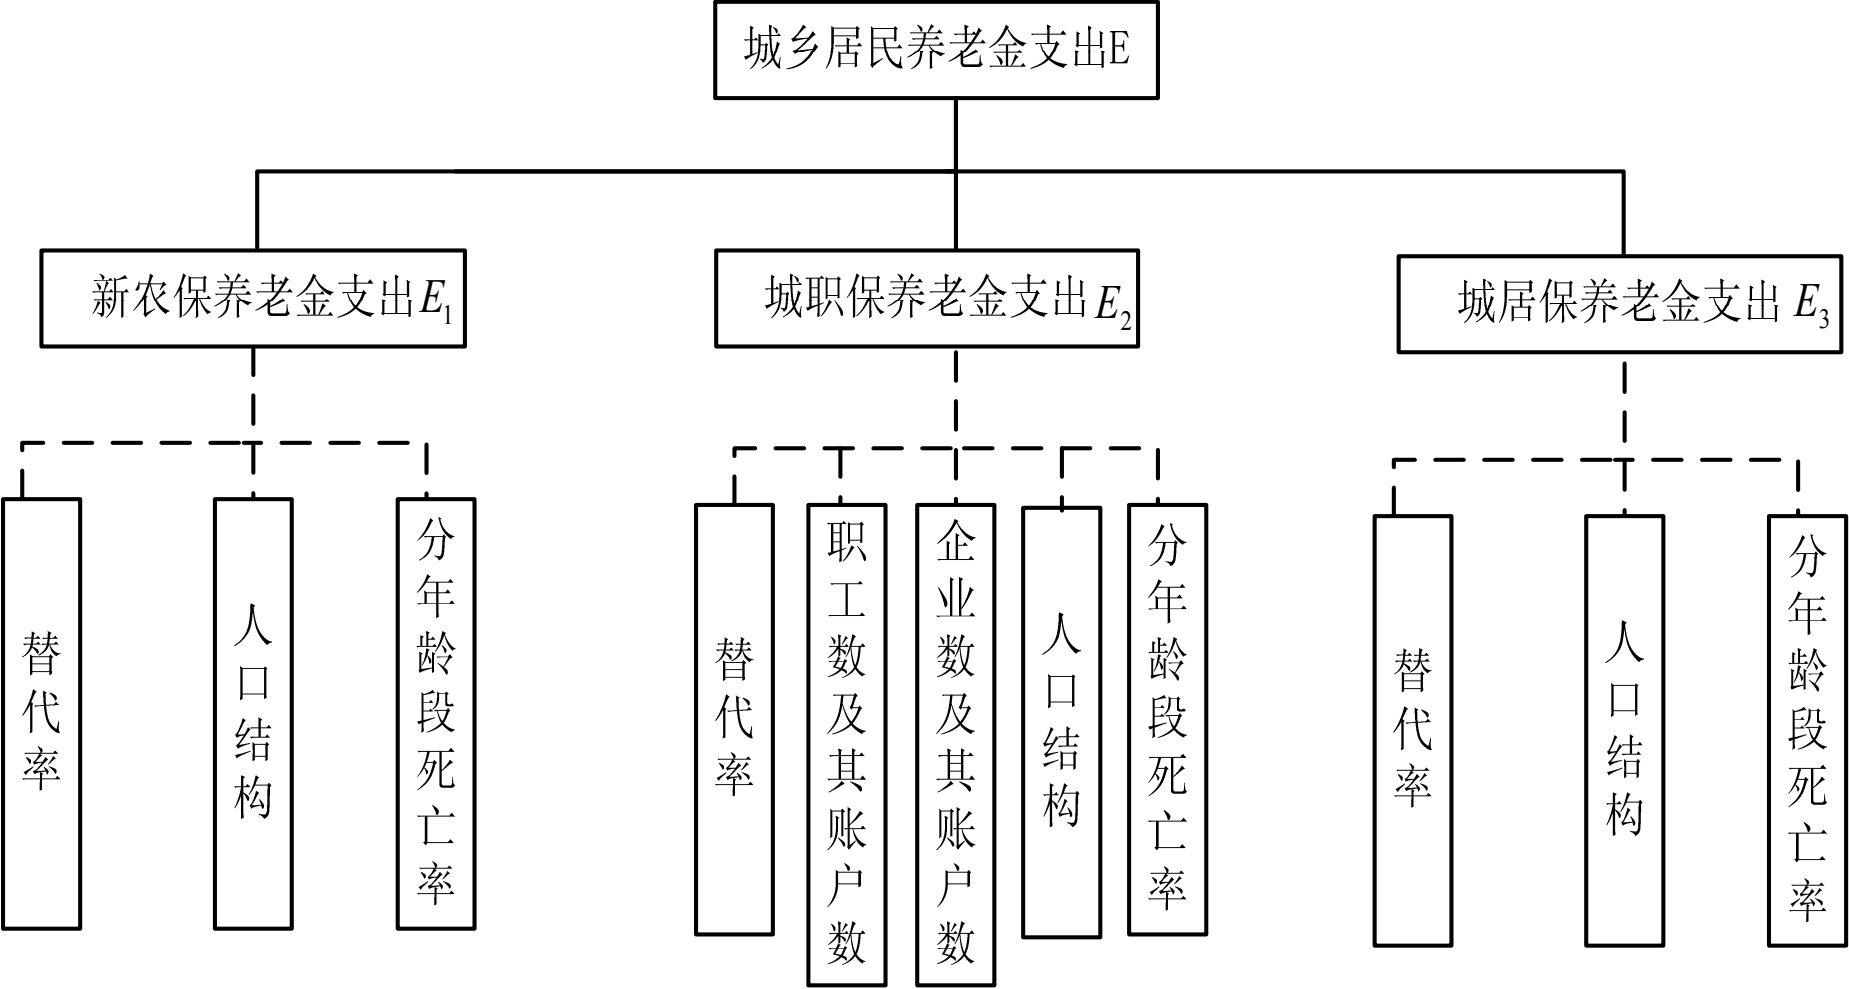 城乡居民养老金支出E
新农保养老金支出E1
城职保养老金支出E2
城居保养老金支出 E3
替代率
人口结构
分年龄段死亡率
替代率
职工数及其账户数
企业数及其账户数
人口结构
分年龄段死亡率
替代率
人口结构
分年龄段死亡率